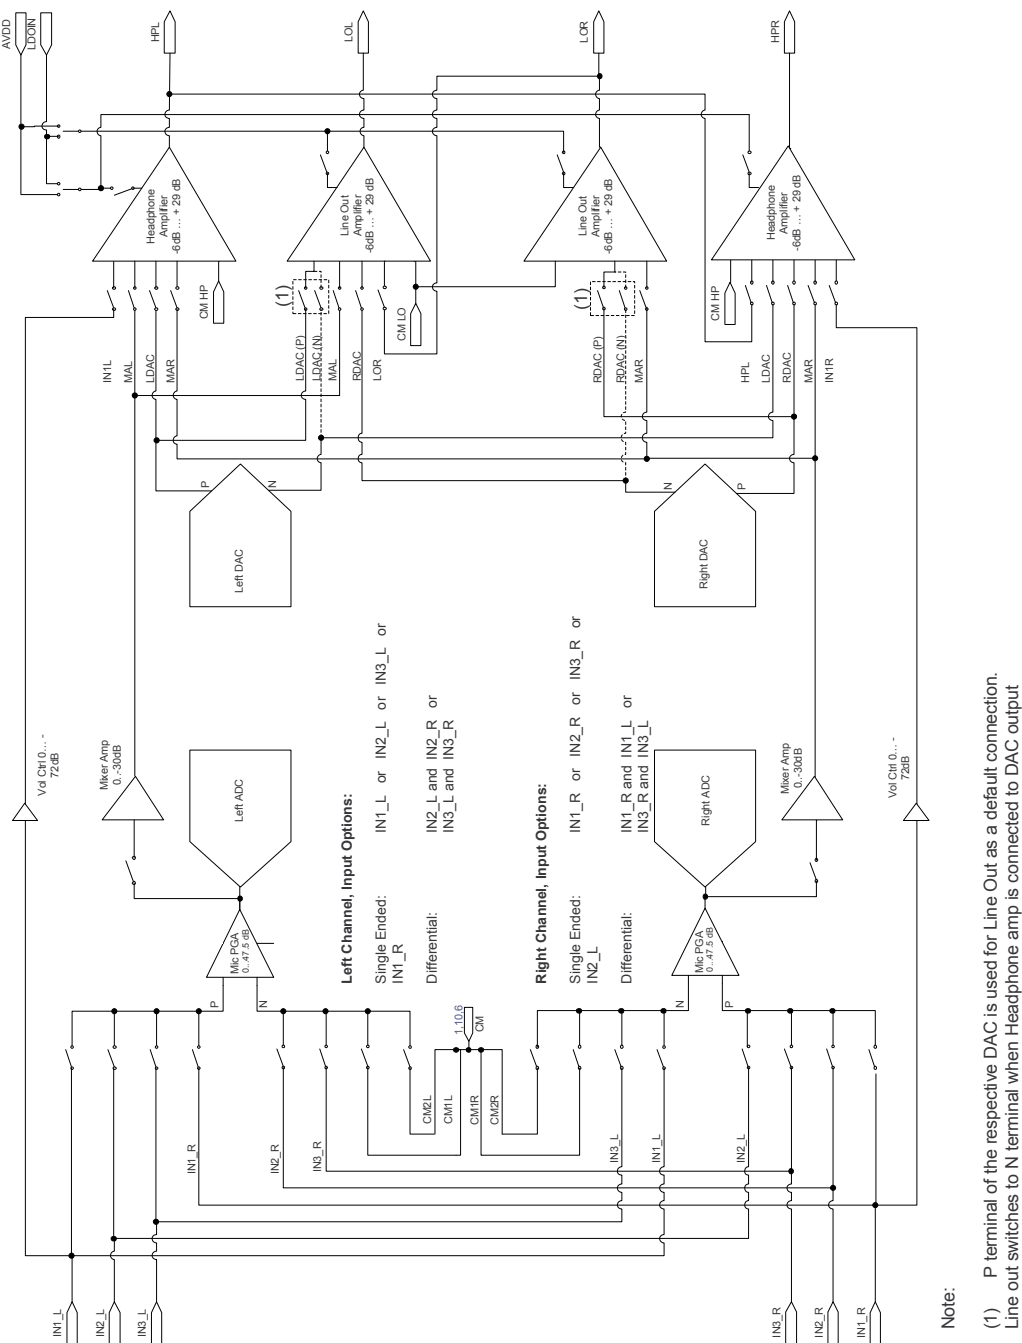 AVDD
LDOIN
IN1_L
IN2_L
IN3_L
Vol Ctrl 0... -
72dB
Mixer Amp
0..-30dB
IN1_R
IN2_R
IN3_R
P
N
Mic PGA
0...47.5 dB
Left ADC
Left DAC
P
N
IN1L
MAL
LDAC
MAR
CM HP
Headphone
Amplifier
-6dB ... + 29 dB
HPL
(1)
LDAC (P)
LDAC (N)
MAL
RDAC
LOR
CM LO
Line Out
Amplifier
-6dB ... + 29 dB
LOL
Left Channel, Input Options:
Single Ended: IN1_L or IN2_L or IN3_L or
IN1_R
Differential: IN2_L and IN2_R or
IN3_L and IN3_R
CM2L
CM1L
CM1R
CM2R
1,10,6
CM
Right Channel, Input Options:
Single Ended: IN1_R or IN2_R or IN3_R or
IN2_L
Differential: IN1_R and IN1_L or
IN3_R and IN3_L
(1)
RDAC (P)
RDAC (N)
MAR
Line Out
Amplifier
-6dB ... + 29 dB
LOR
IN3_L
IN1_L
IN2_L
N
P
Mic PGA
0...47.5 dB
Right ADC
Right DAC
N
P
CM HP
HPL
LDAC
RDAC
MAR
IN1R
Headphone
Amplifier
-6dB ... + 29 dB
HPR
Mixer Amp
0..-30dB
IN3_R
IN2_R
IN1_R
Vol Ctrl 0... -
72dB
Note:
(1) P terminal of the respective DAC is used for Line Out as a default connection.
Line out switches to N terminal when Headphone amp is connected to DAC output